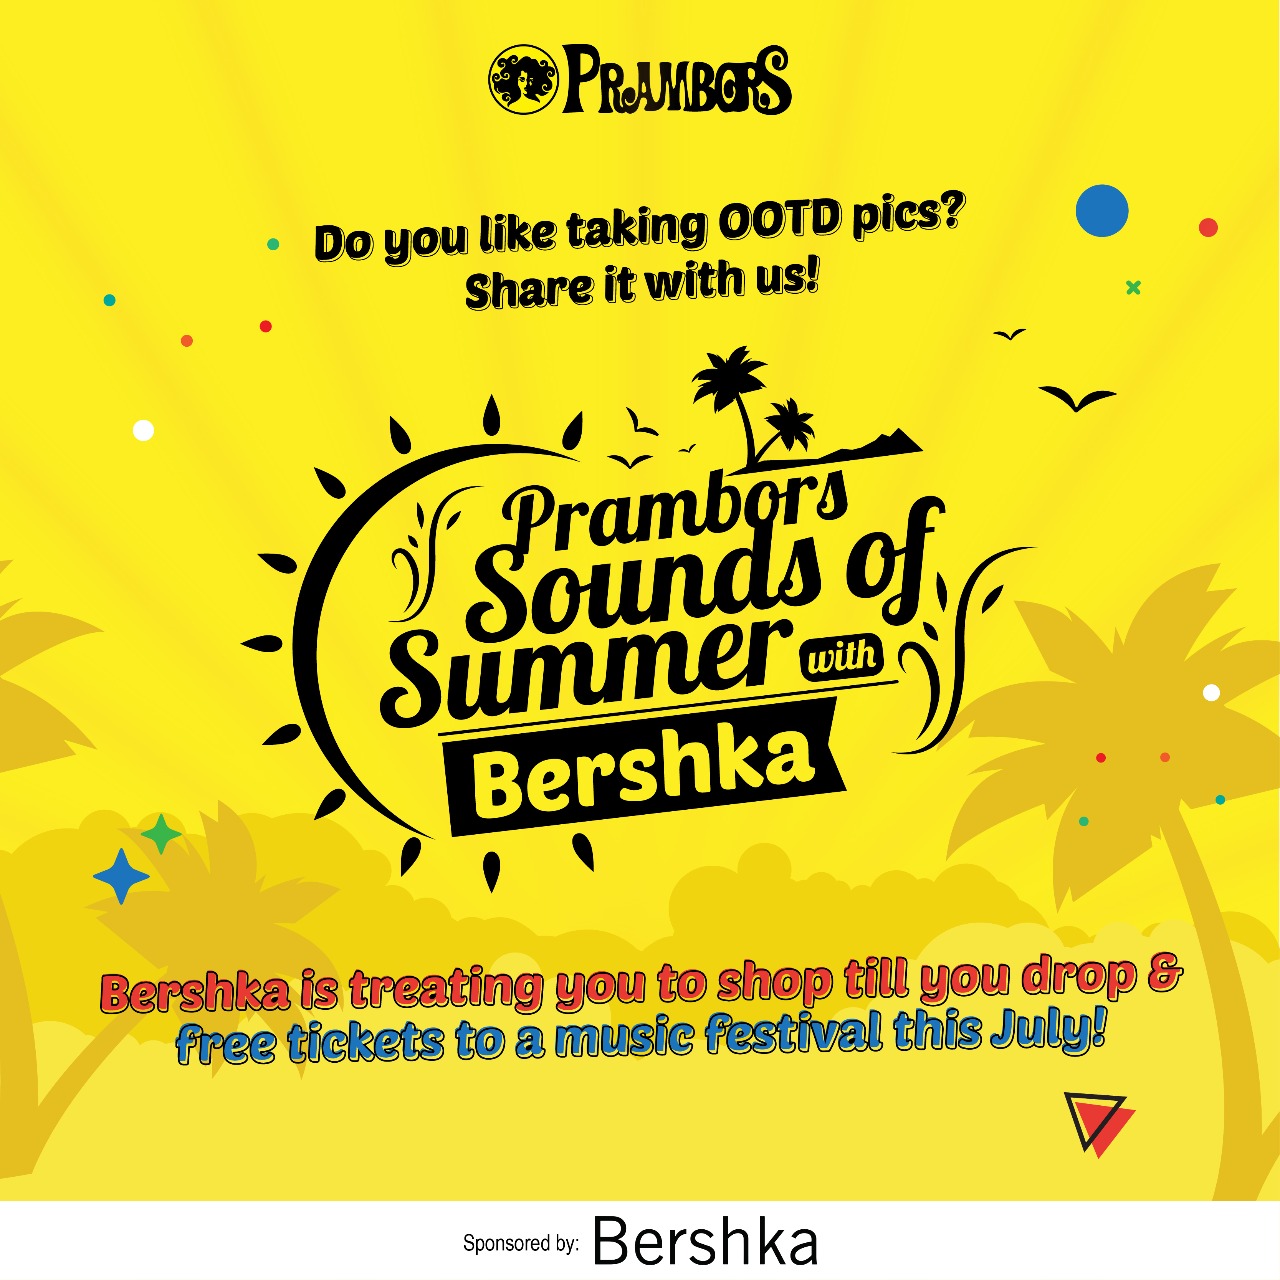 PRAMBORS
Do you like taking OOTD pics?
Share it with us!
Prambors
Sounds of
Summer with
Bershka
Bershka is treating you to shop till you drop &
free tickets to a music festival this July!
Sponsored by: Bershka